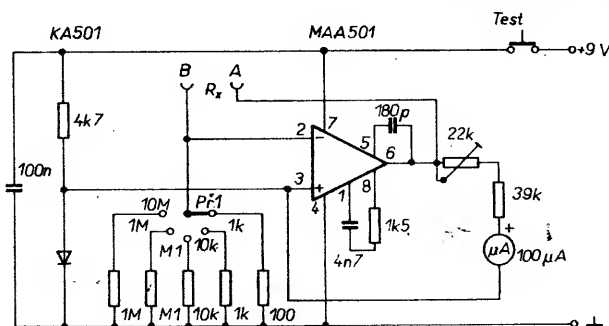 KA501
MAA501
Test
+9 V
B
A
Rx
7
180p
4k7
2
5
6
22k
100n
3
4
1
8
39k
Př1
10M
1k
1M
M1
10k
1k5
4n7
+
μA
100 μA
1M
M1
10k
1k
100